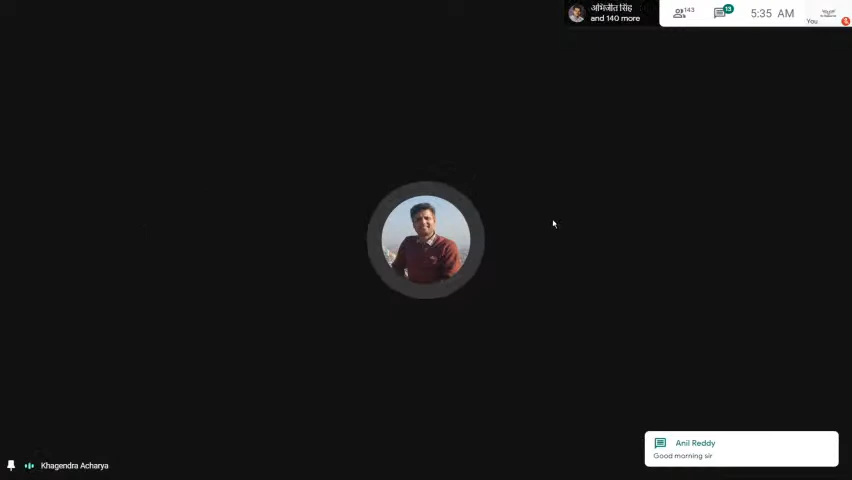 अभिजीत सिंह
and 140 more
143
13
5:35 AM
You
Anil Reddy
Good morning sir
Khagendra Acharya